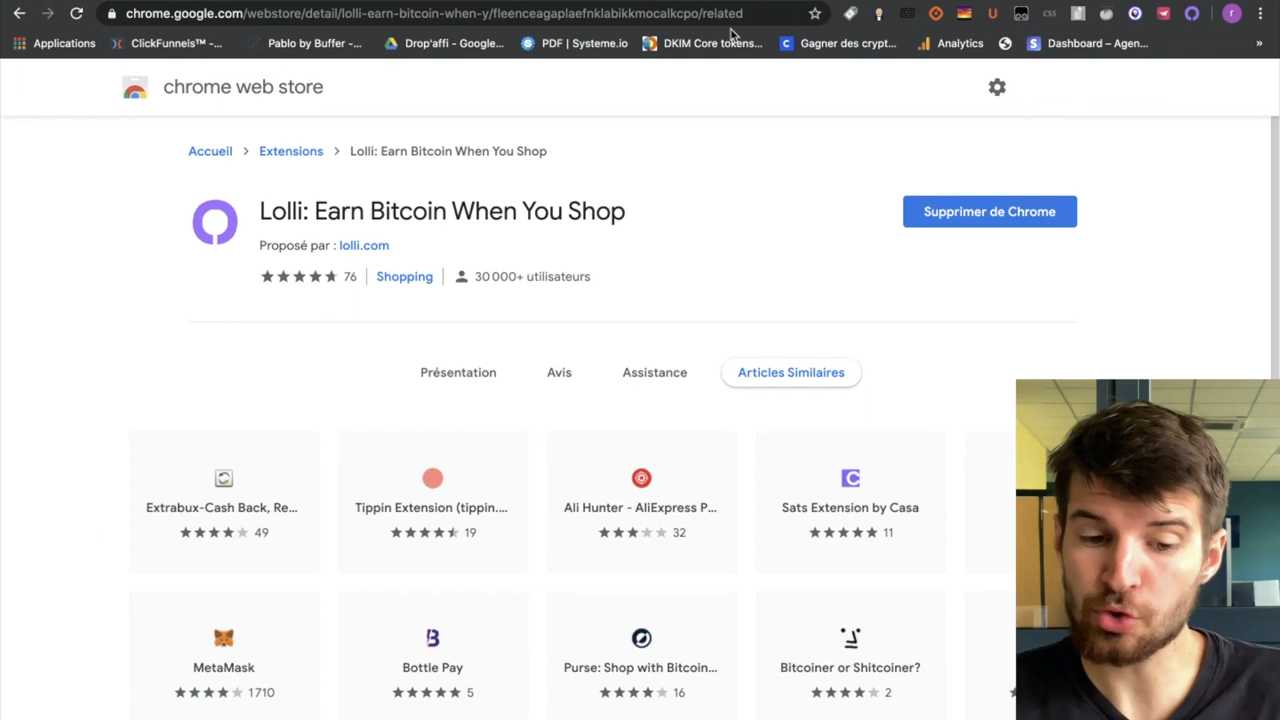 chrome.google.com/webstore/detail/lolli-earn-bitcoin-when-y/fleenceagaplaefnklabikkmocalkcpo/related
CSS
r
Applications
ClickFunnels™ -...
Pablo by Buffer -...
Drop'affi - Google...
PDF | Systeme.io
DKIM Core tokens...
Gagner des crypt...
Analytics
Dashboard – Agen...
»
chrome web store
Accueil > Extensions > Lolli: Earn Bitcoin When You Shop
Lolli: Earn Bitcoin When You Shop
Supprimer de Chrome
Proposé par : lolli.com
76 | Shopping | 30 000+ utilisateurs
Présentation
Avis
Assistance
Articles Similaires
Extrabux-Cash Back, Re...
49
Tippin Extension (tippin....
19
Ali Hunter - AliExpress P...
32
Sats Extension by Casa
11
MetaMask
1710
Bottle Pay
5
Purse: Shop with Bitcoin...
16
Bitcoiner or Shitcoiner?
2